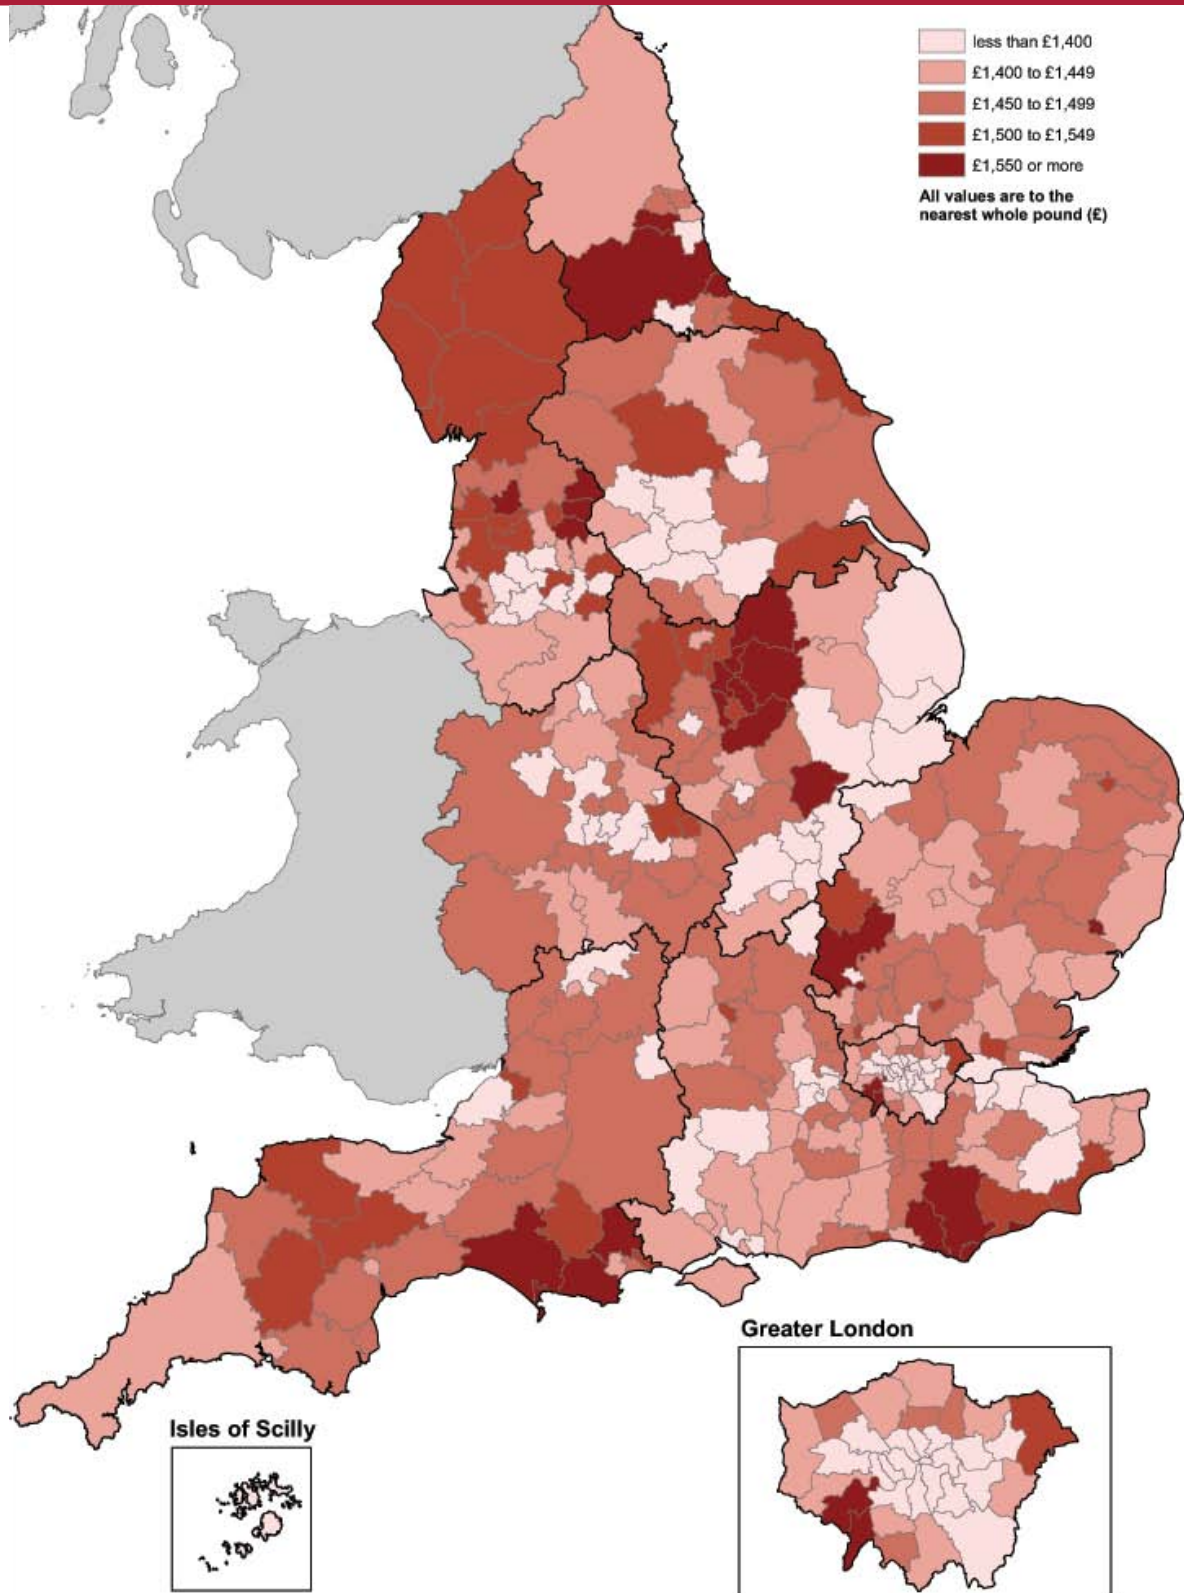 less than £1,400
£1,400 to £1,449
£1,450 to £1,499
£1,500 to £1,549
£1,550 or more
All values are to the
nearest whole pound (£)
Greater London
Isles of Scilly